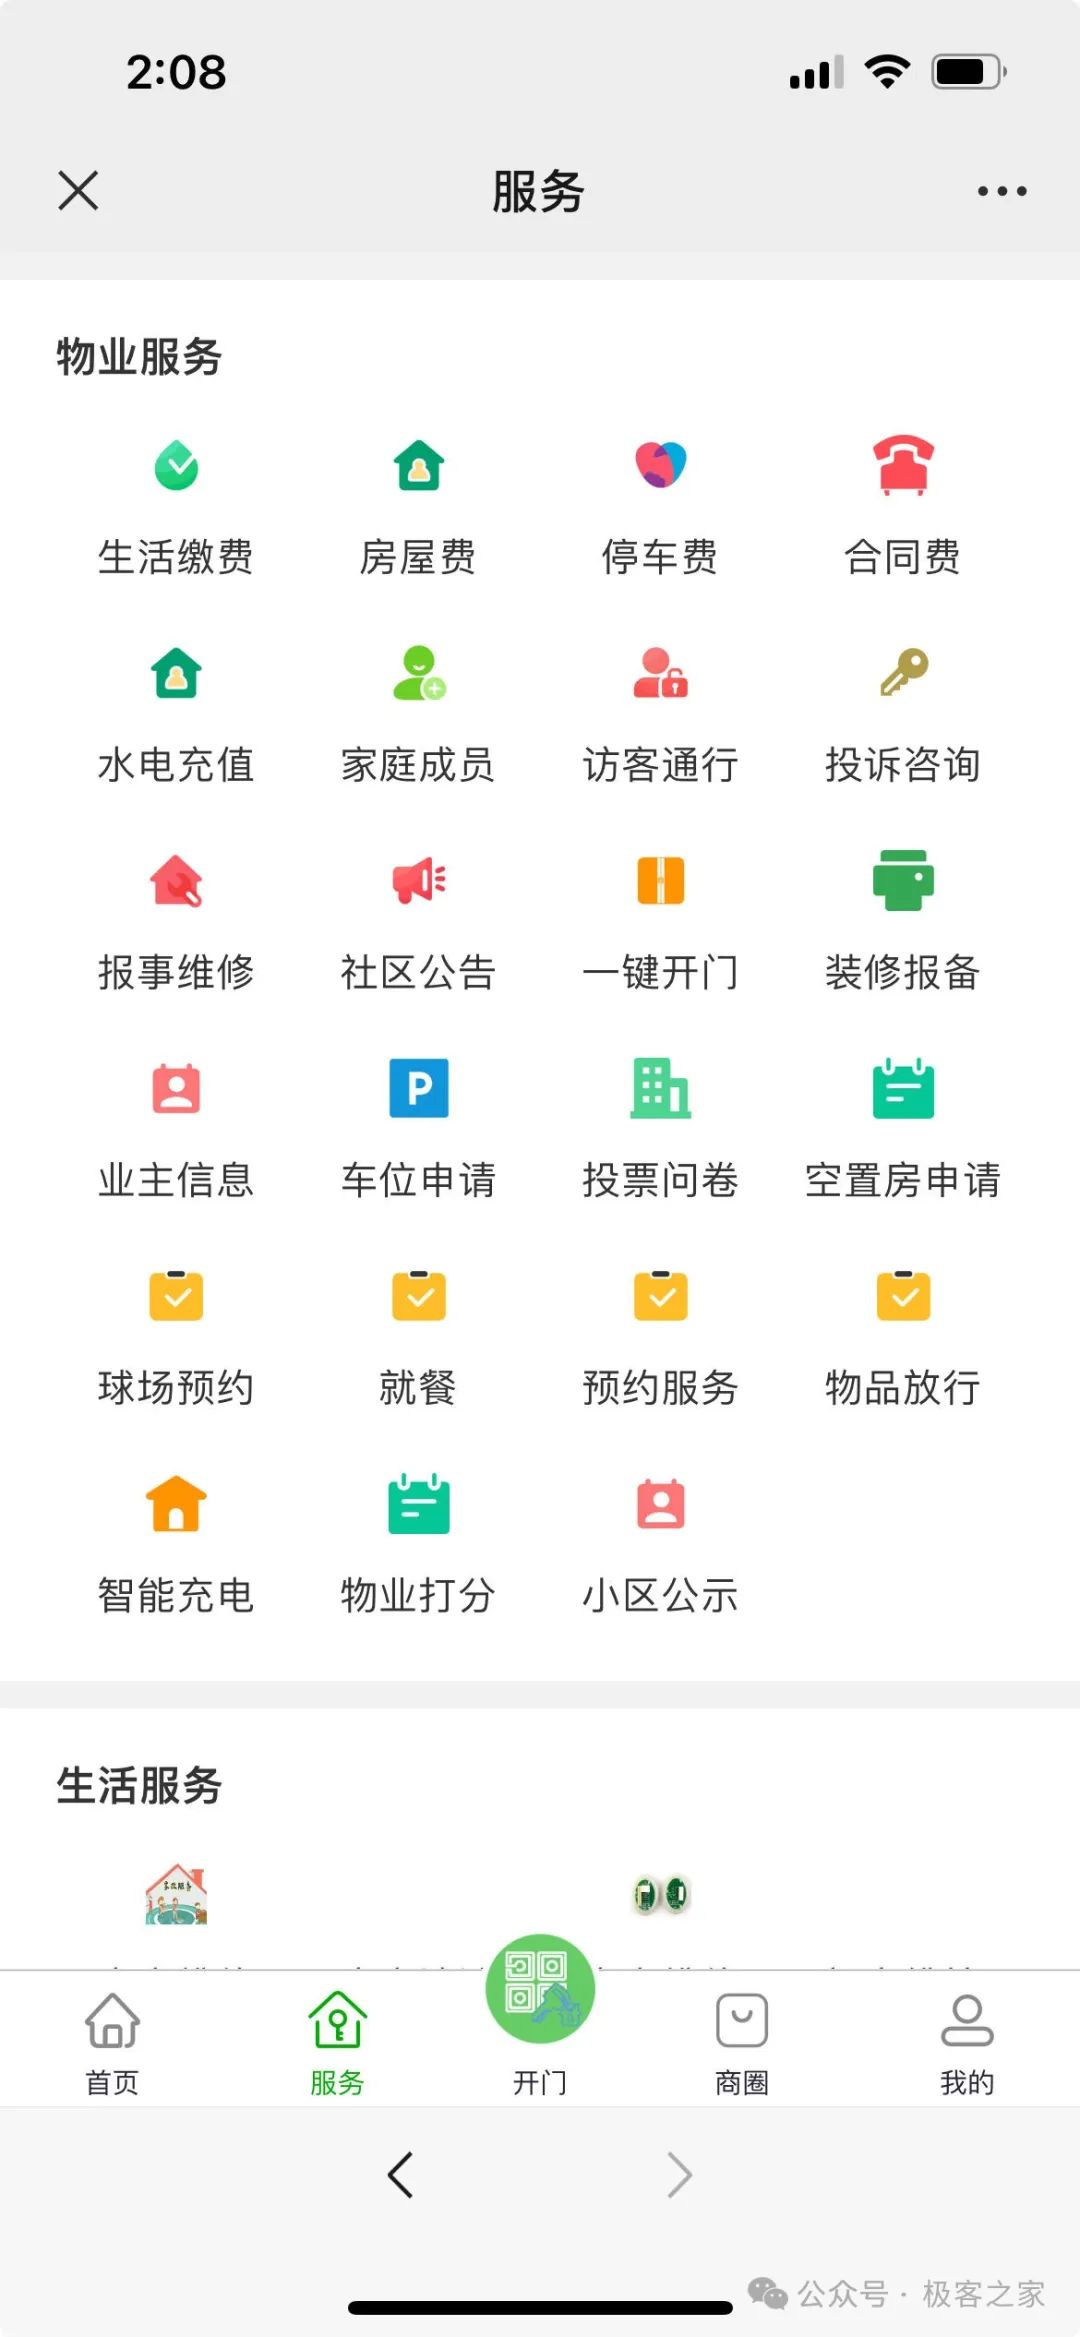 2:08
服务
物业服务
生活缴费 房屋费 停车费 合同费
水电充值 家庭成员 访客通行 投诉咨询
报事维修 社区公告 一键开门 装修报备
P
业主信息 车位申请 投票问卷 空置房申请
球场预约 就餐 预约服务 物品放行
智能充电 物业打分 小区公示
生活服务
首页 服务 开门 商圈 我的
公众号 · 极客之家